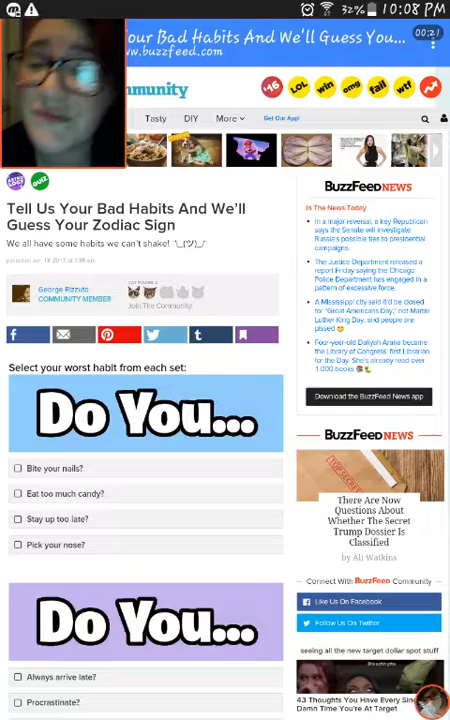 32%
10:08 PM
our Bad Habits And We'll Guess You...
www.buzzfeed.com
00:21
mmunity
#16
LOL
win
omg
fail
wtf
Tasty
DIY
More
Get Our App!
QUIZ
Tell Us Your Bad Habits And We'll
Guess Your Zodiac Sign
We all have some habits we can't shake! ¯\_(ツ)_/¯
George Rizzuto
COMMUNITY MEMBER
Join The Community.
Select your worst habit from each set:
Do You...
Bite your nails?
Eat too much candy?
Stay up too late?
Pick your nose?
Do You...
Always arrive late?
Procrastinate?
BuzzFeed NEWS
In The News Today
In a major reversal, a key Republican
says the Senate will investigate
Russia's possible ties to presidential
campaigns.
The Justice Department released a
report Friday saying the Chicago
Police Department has engaged in a
pattern of excessive force.
A Mississippi city said it'd be closed
for "Great Americans Day," not Martin
Luther King Day, and people are
pissed
Four-year-old Daliyah Arana became
the Library of Congress' first Librarian
for the Day. She's already read over
1,000 books
Download the BuzzFeed News app
BuzzFeed NEWS
TOP SECRET
There Are Now
Questions About
Whether The Secret
Trump Dossier Is
Classified
by Ali Watkins
Connect With BuzzFeed Community
Like Us On Facebook
Follow Us On Twitter
seeing all the new target dollar spot stuff
43 Thoughts You Have Every Sing
Damn Time You're At Target